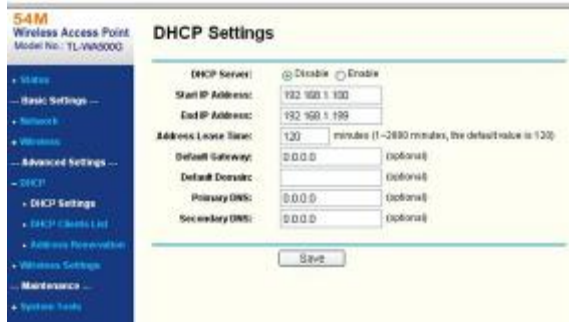 54M
Wireless Access Point
Model No.: TL-WA500G
DHCP Settings
• Status
--- Basic Settings ---
• Network
• Wireless
--- Advanced Settings ---
- DHCP
• DHCP Settings
• DHCP Clients List
• Address Reservation
• Wireless Settings
--- Maintenance ---
+ System Tools
DHCP Server: Disable Enable
Start IP Address: 192.168.1.100
End IP Address: 192.168.1.199
Address Lease Time: 120 minutes (1~2880 minutes, the default value is 120)
Default Gateway: 0.0.0.0 (optional)
Default Domain: (optional)
Primary DNS: 0.0.0.0 (optional)
Secondary DNS: 0.0.0.0 (optional)
Save